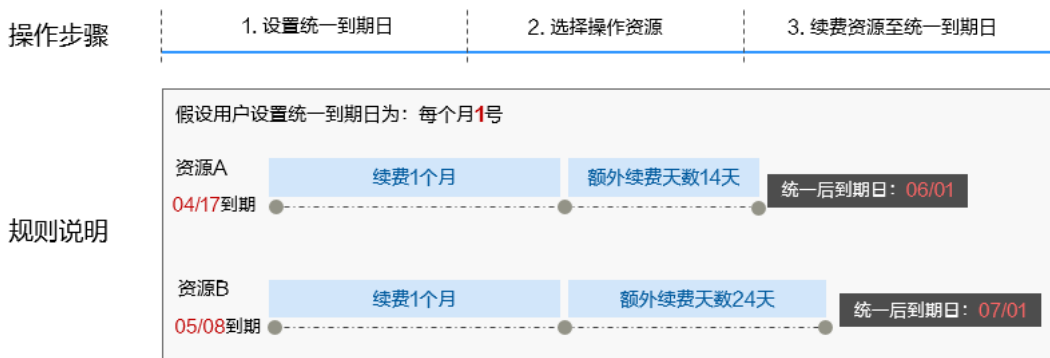 操作步骤
1. 设置统一到期日
2. 选择操作资源
3. 续费资源至统一到期日
规则说明
假设用户设置统一到期日为：每个月1号
资源A
04/17到期
续费1个月
额外续费天数14天
统一后到期日：06/01
资源B
05/08到期
续费1个月
额外续费天数24天
统一后到期日：07/01